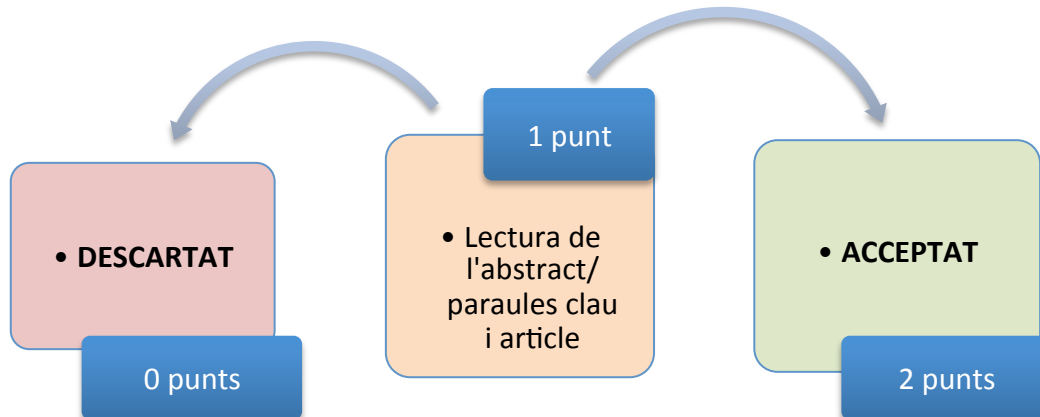 • DESCARTAT
0 punts
1 punt
• Lectura de
l'abstract/
paraules clau
i article
• ACCEPTAT
2 punts